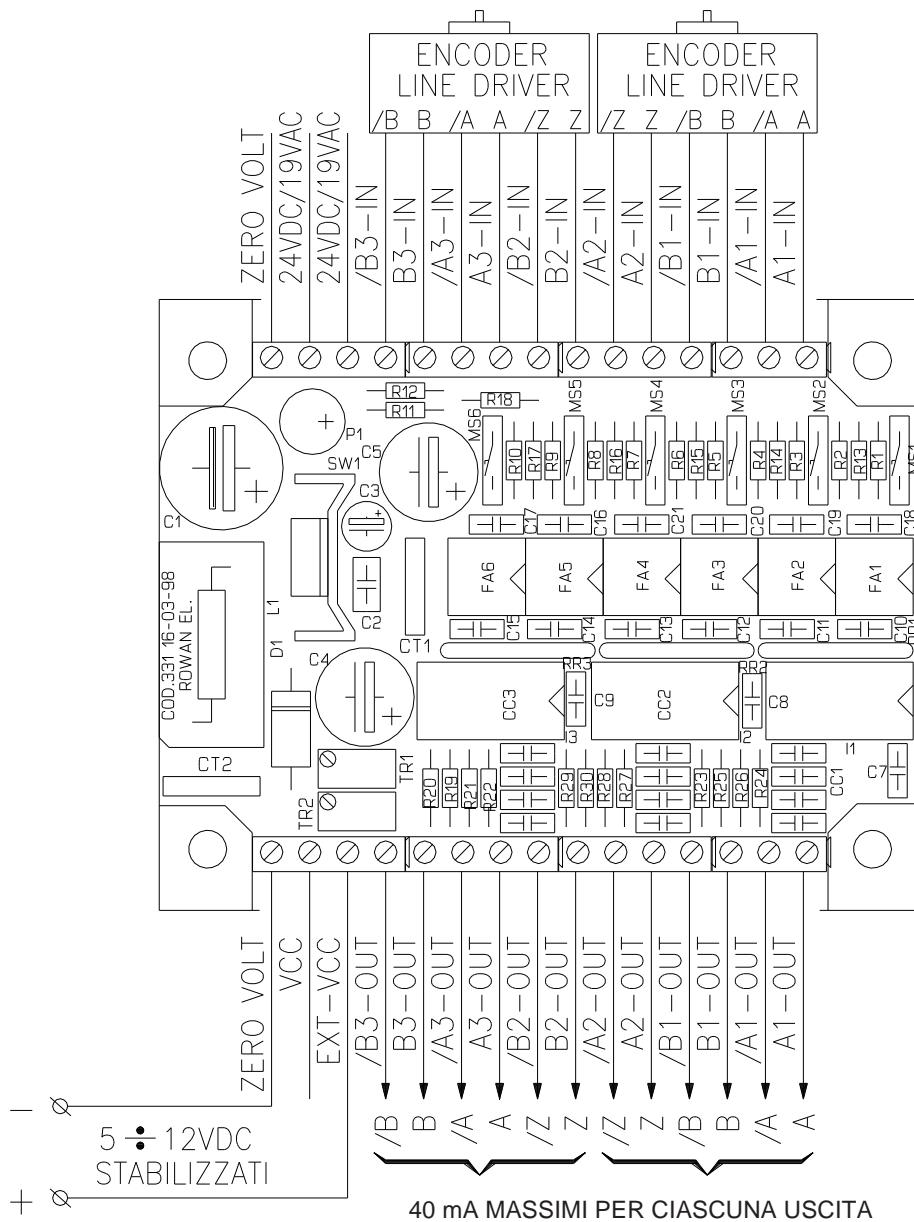 ENCODER
LINE DRIVER
/B B /A A /Z Z
ENCODER
LINE DRIVER
/Z Z /B B /A A
ZERO VOLT
24VDC/19VAC
24VDC/19VAC
/B3-IN
B3-IN
/A3-IN
A3-IN
/B2-IN
B2-IN
/A2-IN
A2-IN
/B1-IN
B1-IN
/A1-IN
A1-IN
R12
R11
R18
MS6
MS5
MS4
MS3
MS2
P1
C5
SW1
C3
C1
R10
R17
R9
R8
R16
R7
R6
R15
R5
R4
R14
R3
R2
R13
R1
C17
C16
C21
C20
C19
C18
FA6
FA5
FA4
FA3
FA2
FA1
L1
C2
CT1
C15
C14
C13
C12
C11
C10
COD.331 16-03-98
ROWAN EL.
D1
C4
RR3
RR2
CC3
C9
CC2
C8
I3
I2
I1
CT2
TR1
TR2
R20
R19
R21
R22
R29
R30
R28
R27
R23
R25
R26
R24
CC1
C7
ZERO VOLT
VCC
EXT-VCC
/B3-OUT
B3-OUT
/A3-OUT
A3-OUT
/B2-OUT
B2-OUT
/A2-OUT
A2-OUT
/B1-OUT
B1-OUT
/A1-OUT
A1-OUT
/B B /A A /Z Z
/Z Z /B B /A A
−
5 ÷ 12VDC
STABILIZZATI
+
40 mA MASSIMI PER CIASCUNA USCITA